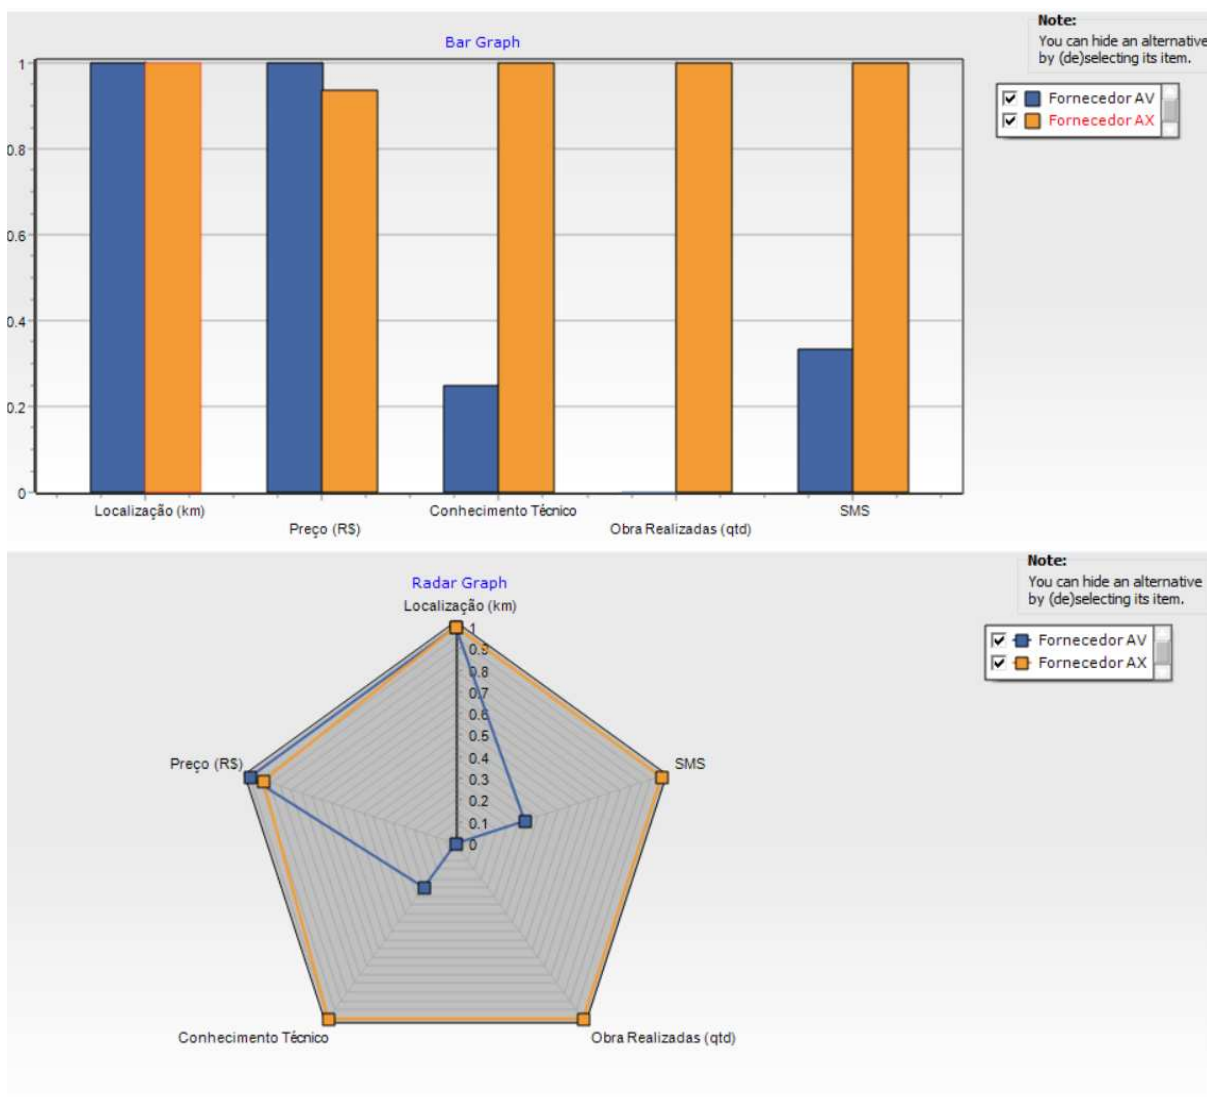 Bar Graph
Note:
You can hide an alternative
by (de)selecting its item.
Fornecedor AV
Fornecedor AX
1
0.8
0.6
0.4
0.2
0
Localização (km)
Preço (R$)
Conhecimento Técnico
Obra Realizadas (qtd)
SMS
Radar Graph
Note:
You can hide an alternative
by (de)selecting its item.
Fornecedor AV
Fornecedor AX
Localização (km)
1
0.9
0.8
0.7
0.6
0.5
0.4
0.3
0.2
0.1
0
Preço (R$)
SMS
Conhecimento Técnico
Obra Realizadas (qtd)